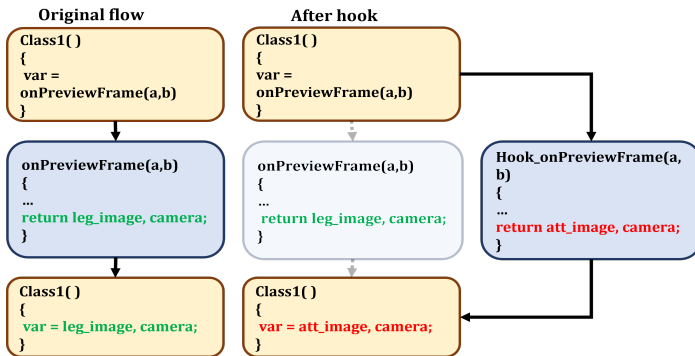 Original flow
Class1( )
{
var =
onPreviewFrame(a,b)
}
onPreviewFrame(a,b)
{
...
return leg_image, camera;
}
Class1( )
{
var = leg_image, camera;
}
After hook
Class1( )
{
var =
onPreviewFrame(a,b)
}
onPreviewFrame(a,b)
{
...
return leg_image, camera;
}
Hook_onPreviewFrame(a,
b)
{
...
return att_image, camera;
}
Class1( )
{
var = att_image, camera;
}